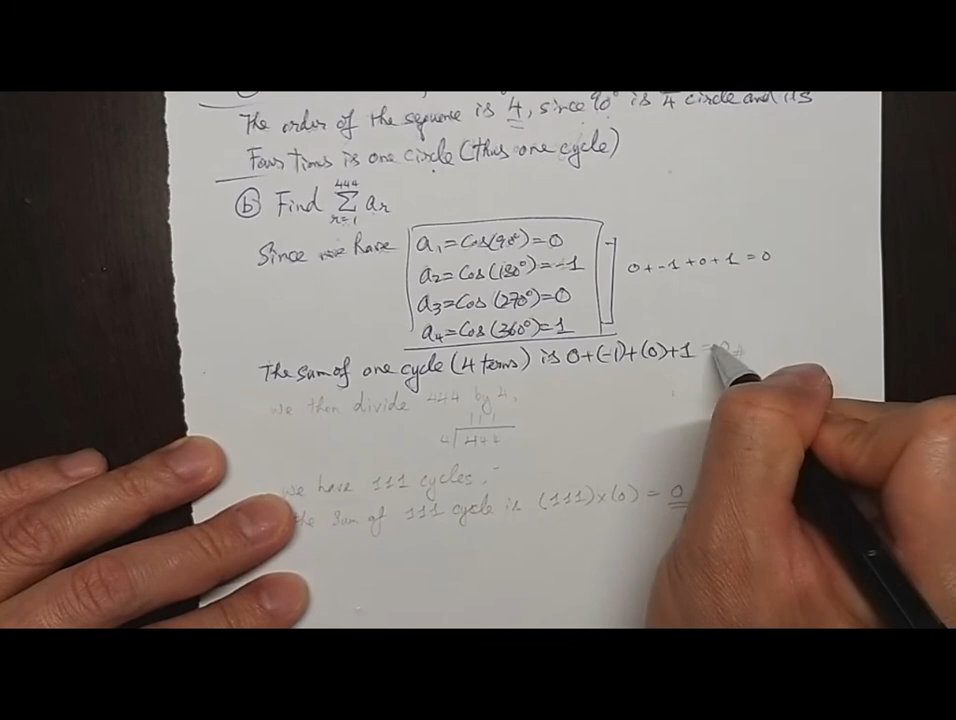 The order of the sequence is 4, since 90° is 1/4 circle and its
Four times is one circle (thus one cycle)
(b) Find 444 Σ r=1 ar
Since we have
a1=Cos(90°)=0
a2=Cos(180°)=-1
a3=Cos(270°)=0
a4=Cos(360°)=1
0+-1+0+1=0
The sum of one cycle (4 terms) is 0+(-1)+(0)+1 =
we then divide 444 by 4.
111
4 444
we have 111 cycles.
the sum of 111 cycle is (111)x(0) = 0